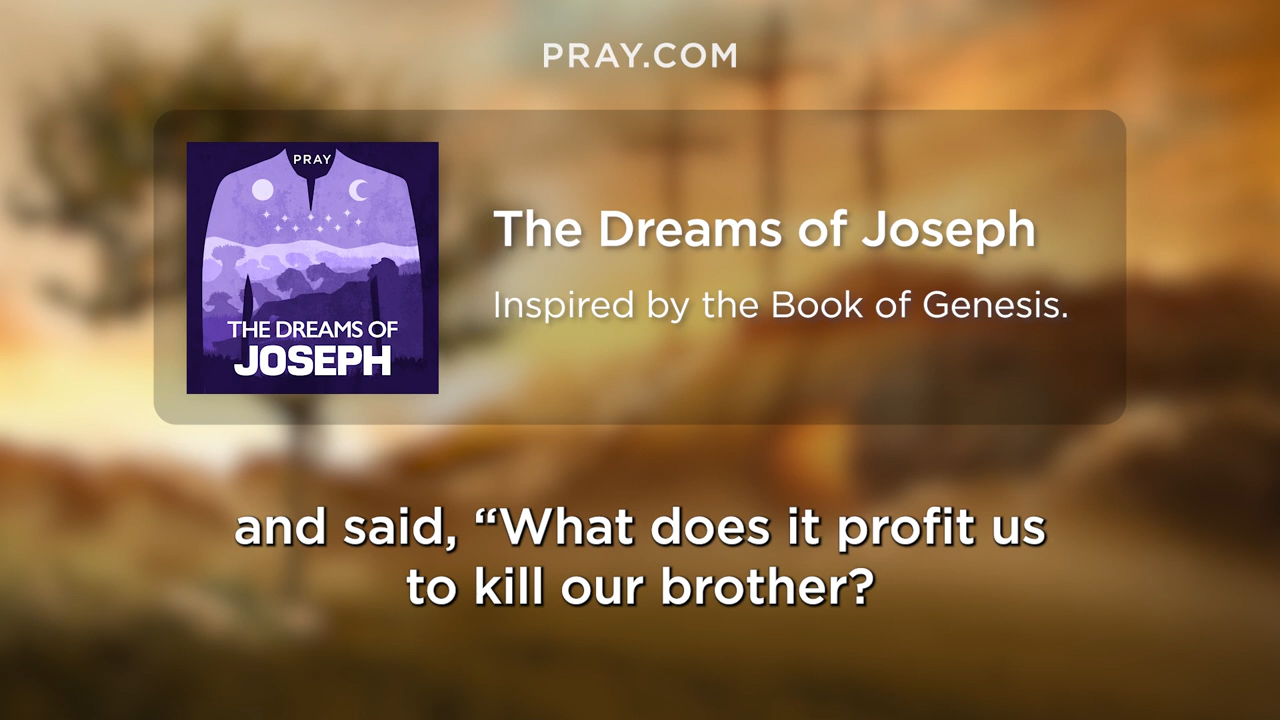 PRAY.COM
PRAY
THE DREAMS OF
JOSEPH
The Dreams of Joseph
Inspired by the Book of Genesis.
and said, “What does it profit us
to kill our brother?